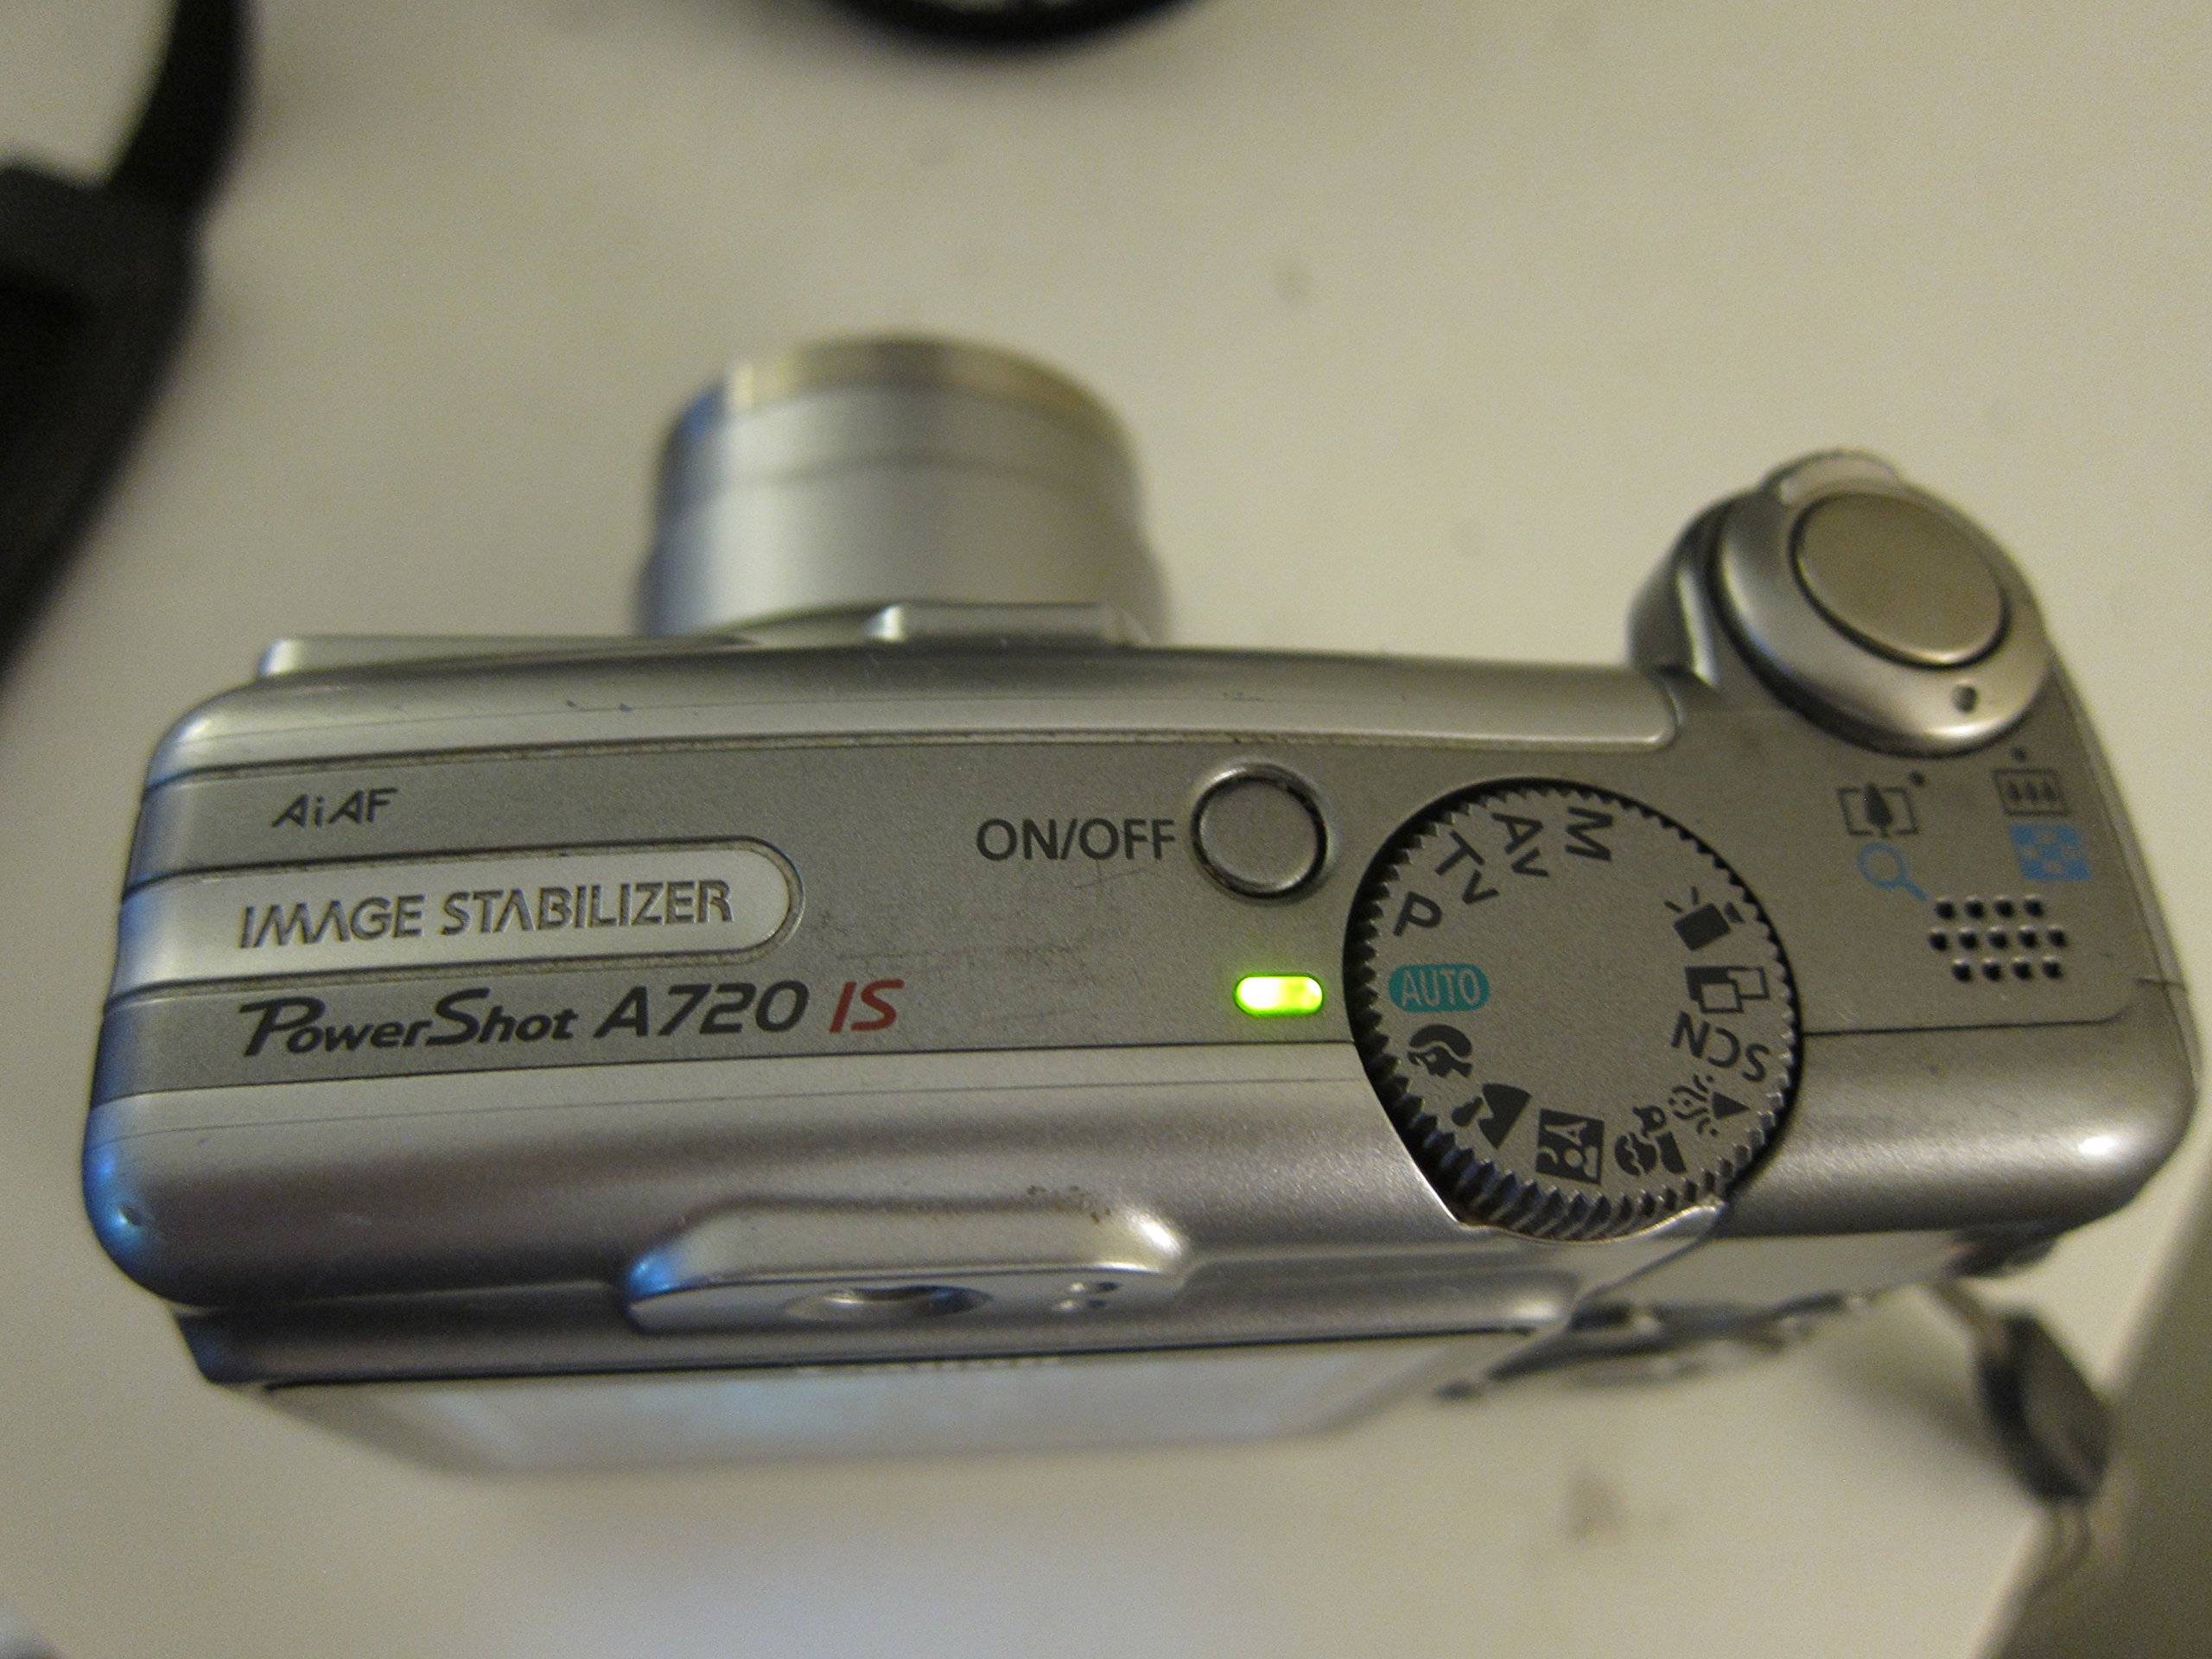 AiAF
ON/OFF
IMAGE STABILIZER
PowerShot A720 IS
M
Av
Tv
P
AUTO
SCN